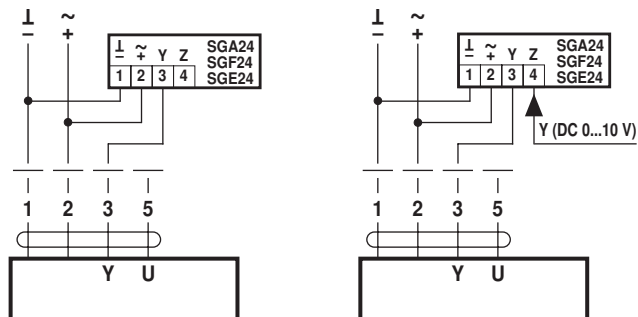 ⊥ ~
– +
⊥ ~ Y Z SGA24
– + SGF24
1 2 3 4 SGE24
1 2 3 5
Y U
⊥ ~
– +
⊥ ~ Y Z SGA24
– + SGF24
1 2 3 4 SGE24
Y (DC 0...10 V)
1 2 3 5
Y U